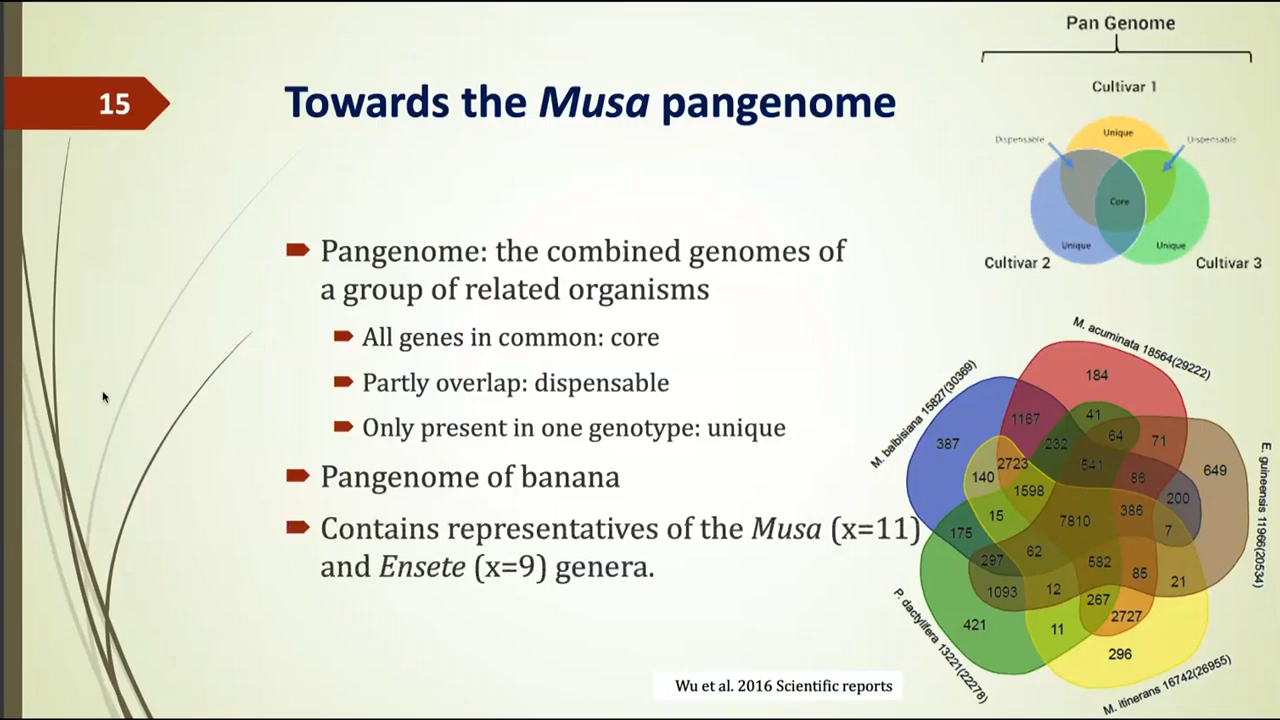 15
Towards the Musa pangenome
Pangenome: the combined genomes of
a group of related organisms
All genes in common: core
Partly overlap: dispensable
Only present in one genotype: unique
Pangenome of banana
Contains representatives of the Musa (x=11)
and Ensete (x=9) genera.
Pan Genome
Cultivar 1
Dispensable
Unique
Dispensable
Core
Unique
Unique
Cultivar 2
Cultivar 3
M. acuminata 18564(29222)
M. balbisiana 15827(30369)
E. guineensis 11966(20534)
P. dactylifera 13221(22278)
M. itinerans 16742(26955)
184
41
1167
64
71
387
232
541
649
2723
86
140
1598
200
15
7810
386
7
175
62
297
582
85
21
1093
12
267
2727
421
11
296
Wu et al. 2016 Scientific reports